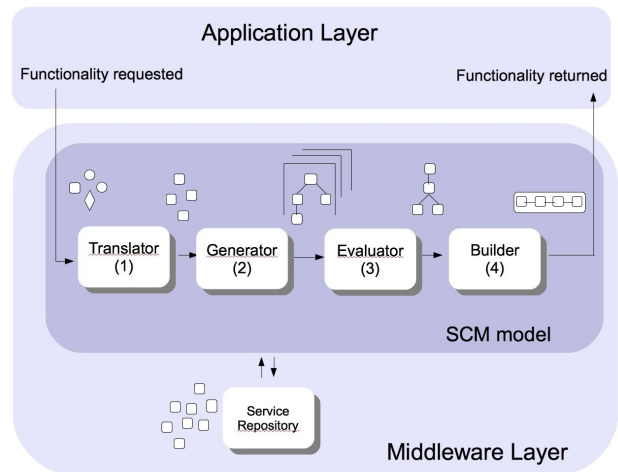 Application Layer
Functionality requested
Functionality returned
Translator
(1)
Generator
(2)
Evaluator
(3)
Builder
(4)
SCM model
Service
Repository
Middleware Layer